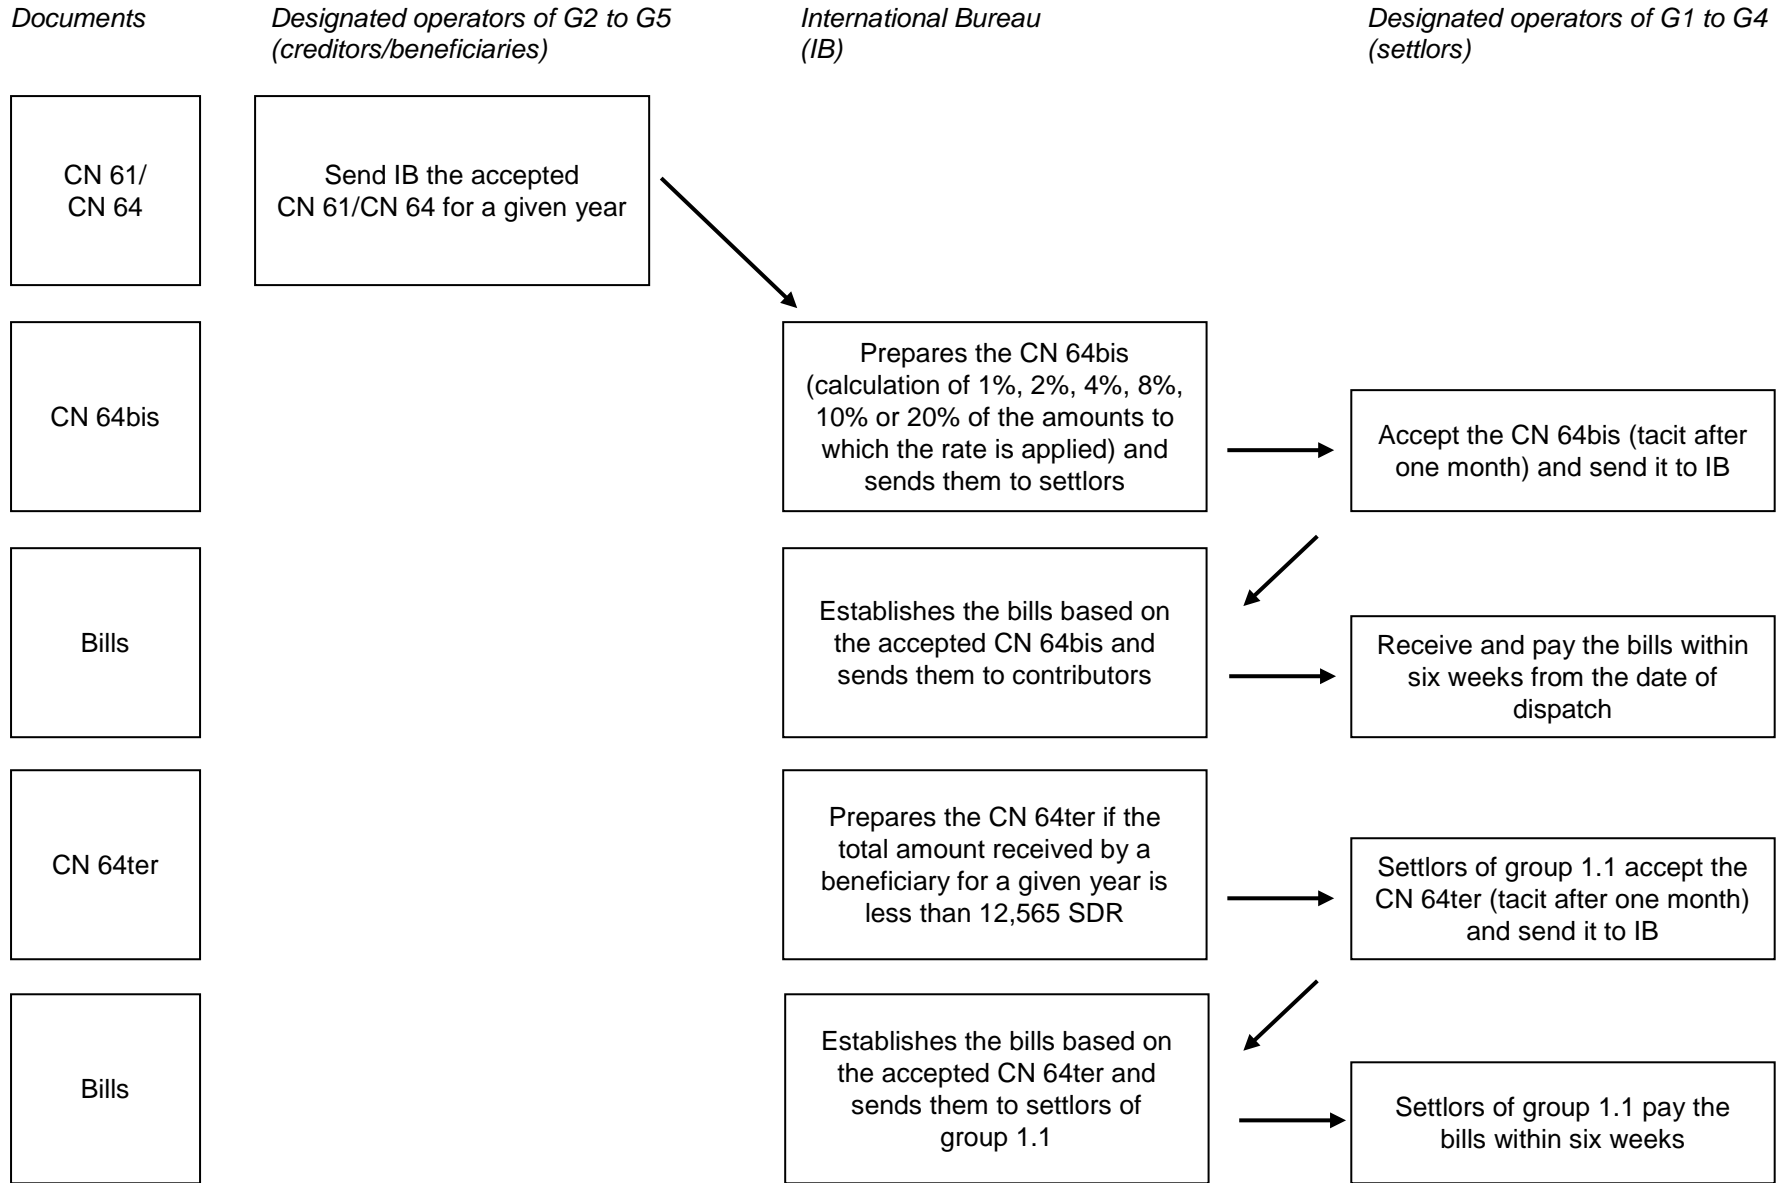 Documents
Designated operators of G2 to G5
(creditors/beneficiaries)
International Bureau
(IB)
Designated operators of G1 to G4
(settlors)
CN 61/
CN 64
Send IB the accepted
CN 61/CN 64 for a given year
CN 64bis
Prepares the CN 64bis
(calculation of 1%, 2%, 4%, 8%,
10% or 20% of the amounts to
which the rate is applied) and
sends them to settlors
Accept the CN 64bis (tacit after
one month) and send it to IB
Bills
Establishes the bills based on
the accepted CN 64bis and
sends them to contributors
Receive and pay the bills within
six weeks from the date of
dispatch
CN 64ter
Prepares the CN 64ter if the
total amount received by a
beneficiary for a given year is
less than 12,565 SDR
Settlors of group 1.1 accept the
CN 64ter (tacit after one month)
and send it to IB
Bills
Establishes the bills based on
the accepted CN 64ter and
sends them to settlors of
group 1.1
Settlors of group 1.1 pay the
bills within six weeks